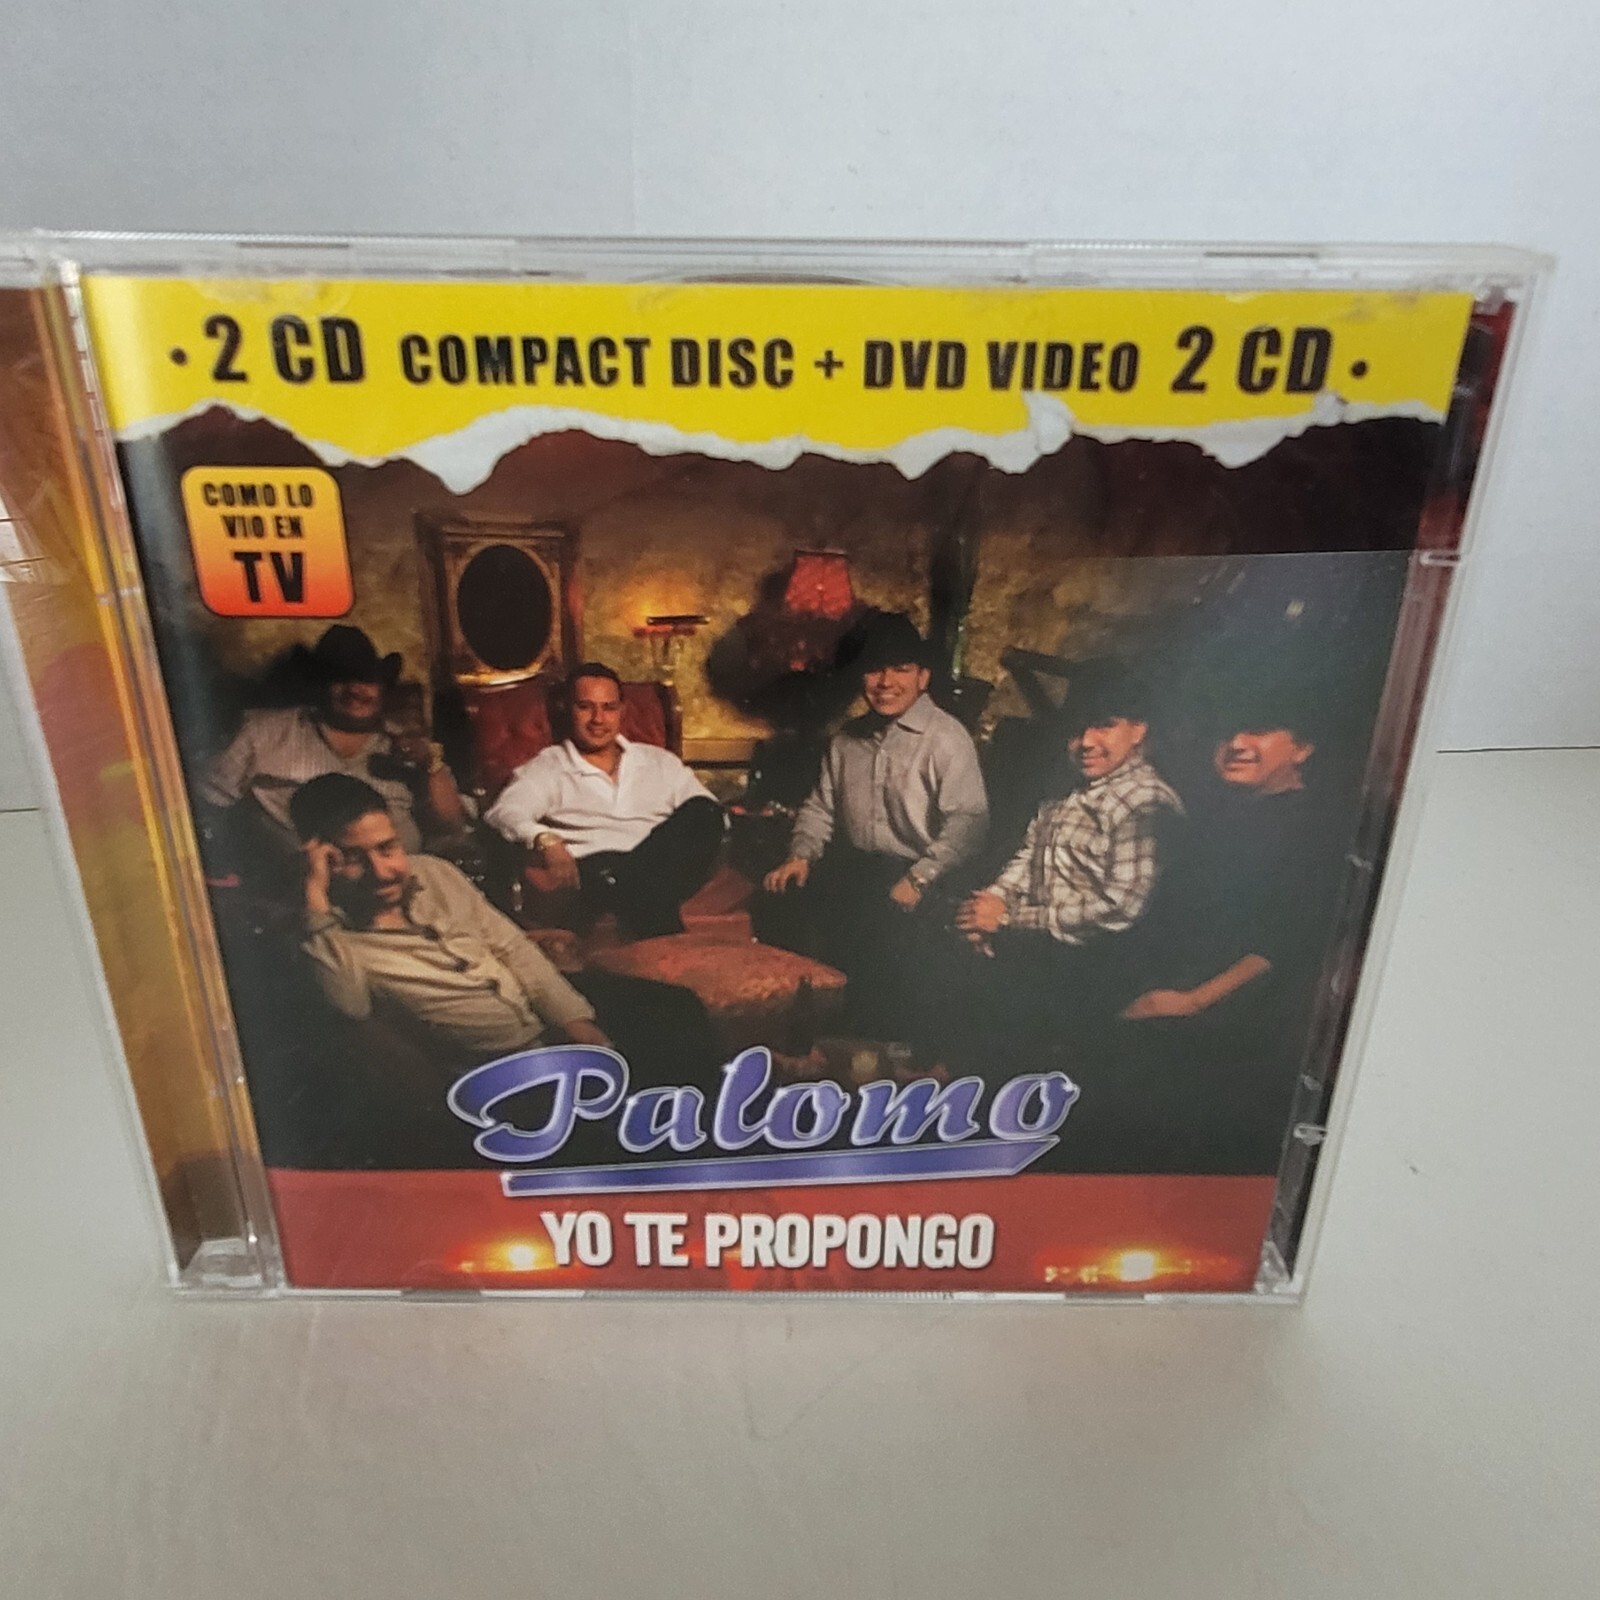 • 2 CD COMPACT DISC + DVD VIDEO 2 CD •
COMO LO
VIO EN
TV
Palomo
YO TE PROPONGO